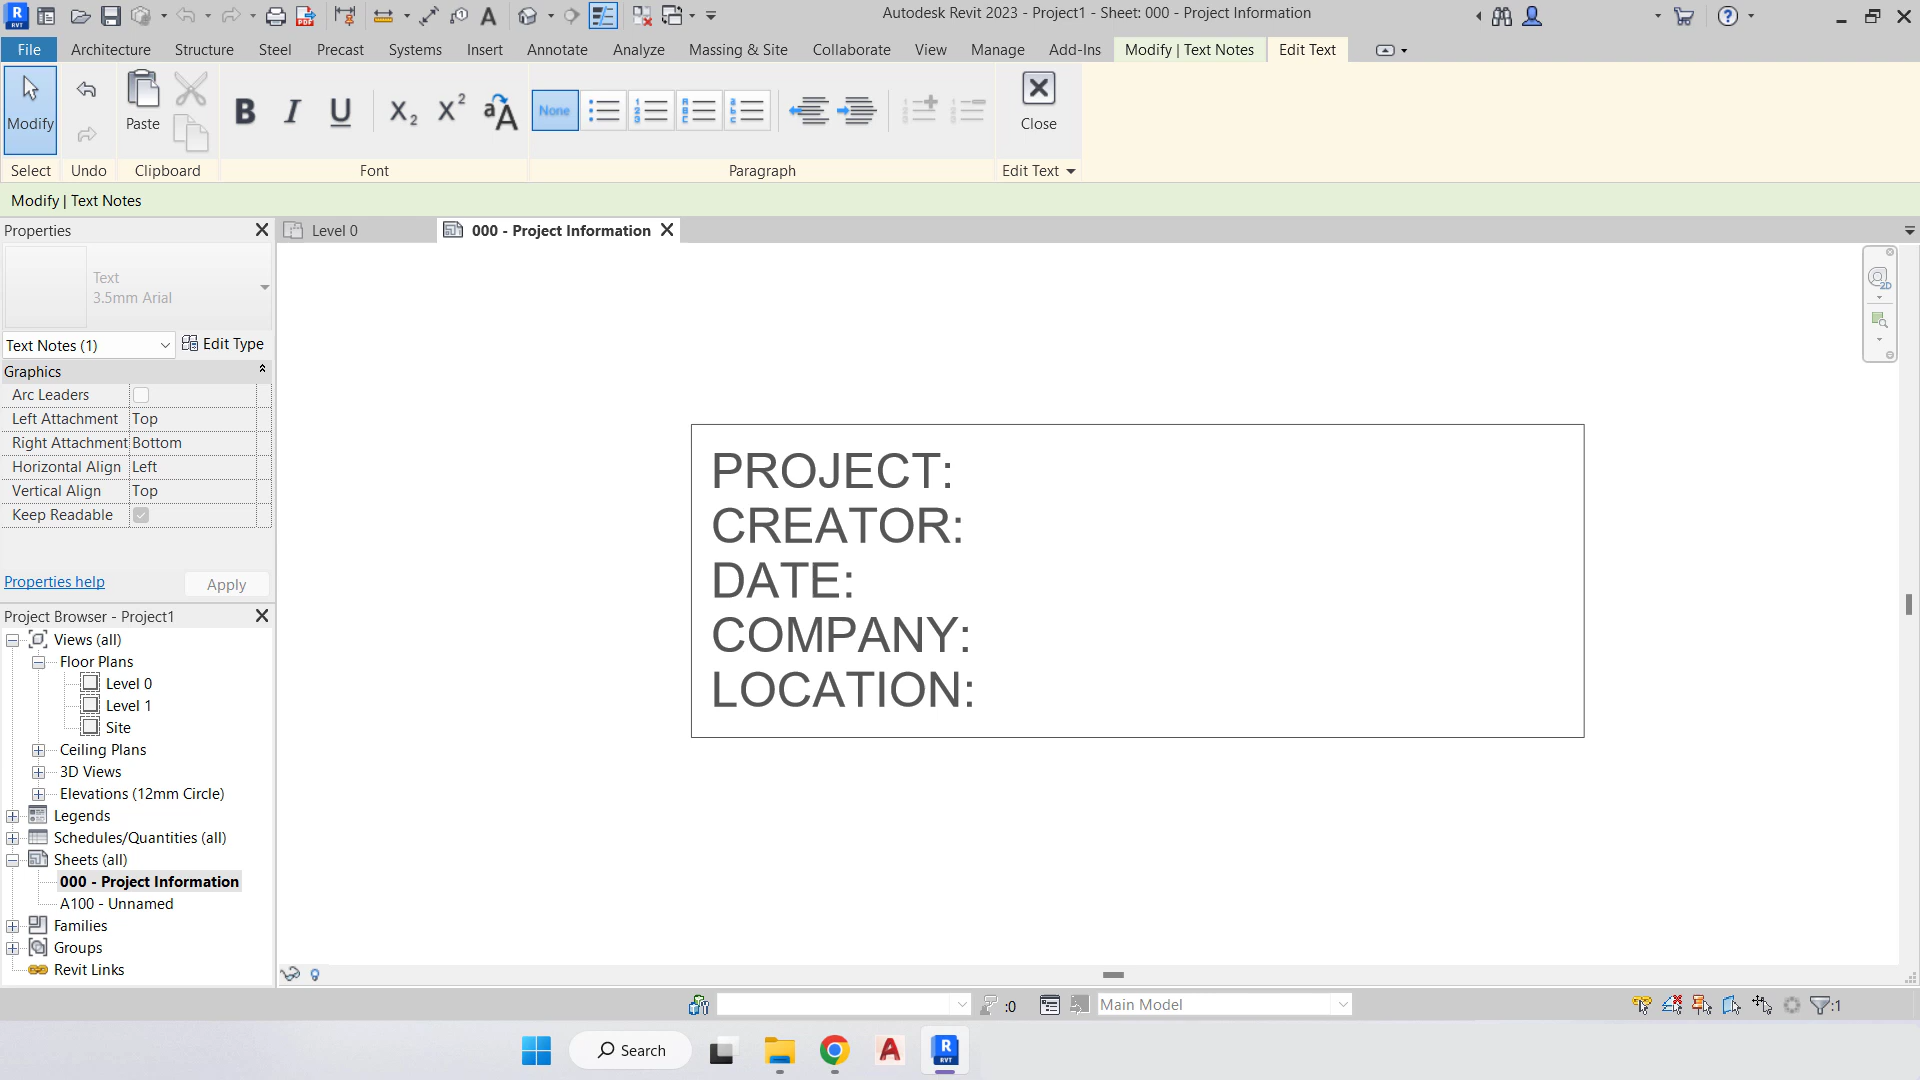 Autodesk Revit 2023 - Project1 - Sheet: 000 - Project Information
File Architecture Structure Steel Precast Systems Insert Annotate Analyze Massing & Site Collaborate View Manage Add-Ins Modify | Text Notes Edit Text
Modify Paste None Close
Select Undo Clipboard Font Paragraph Edit Text
Modify | Text Notes
Properties
Level 0
000 - Project Information
Text
3.5mm Arial
Text Notes (1) Edit Type
Graphics
Arc Leaders
Left Attachment Top
Right Attachment Bottom
Horizontal Align Left
Vertical Align Top
Keep Readable
Properties help Apply
PROJECT:
CREATOR:
DATE:
COMPANY:
LOCATION:
Project Browser - Project1
Views (all)
Floor Plans
Level 0
Level 1
Site
Ceiling Plans
3D Views
Elevations (12mm Circle)
Legends
Schedules/Quantities (all)
Sheets (all)
000 - Project Information
A100 - Unnamed
Families
Groups
Revit Links
:0 Main Model :1
Search